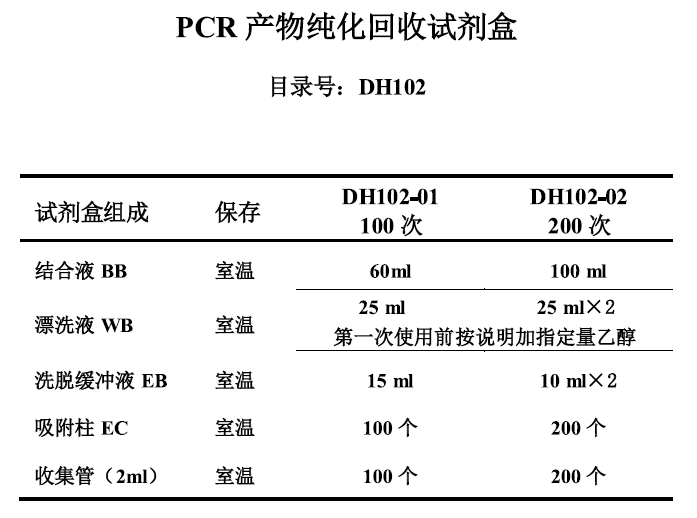 PCR 产物纯化回收试剂盒
目录号：DH102
试剂盒组成 保存 DH102-01 100 次 DH102-02 200 次
结合液 BB 室温 60ml 100 ml
漂洗液 WB 室温 25 ml 25 ml×2
第一次使用前按说明加指定量乙醇
洗脱缓冲液 EB 室温 15 ml 10 ml×2
吸附柱 EC 室温 100 个 200 个
收集管（2ml） 室温 100 个 200 个